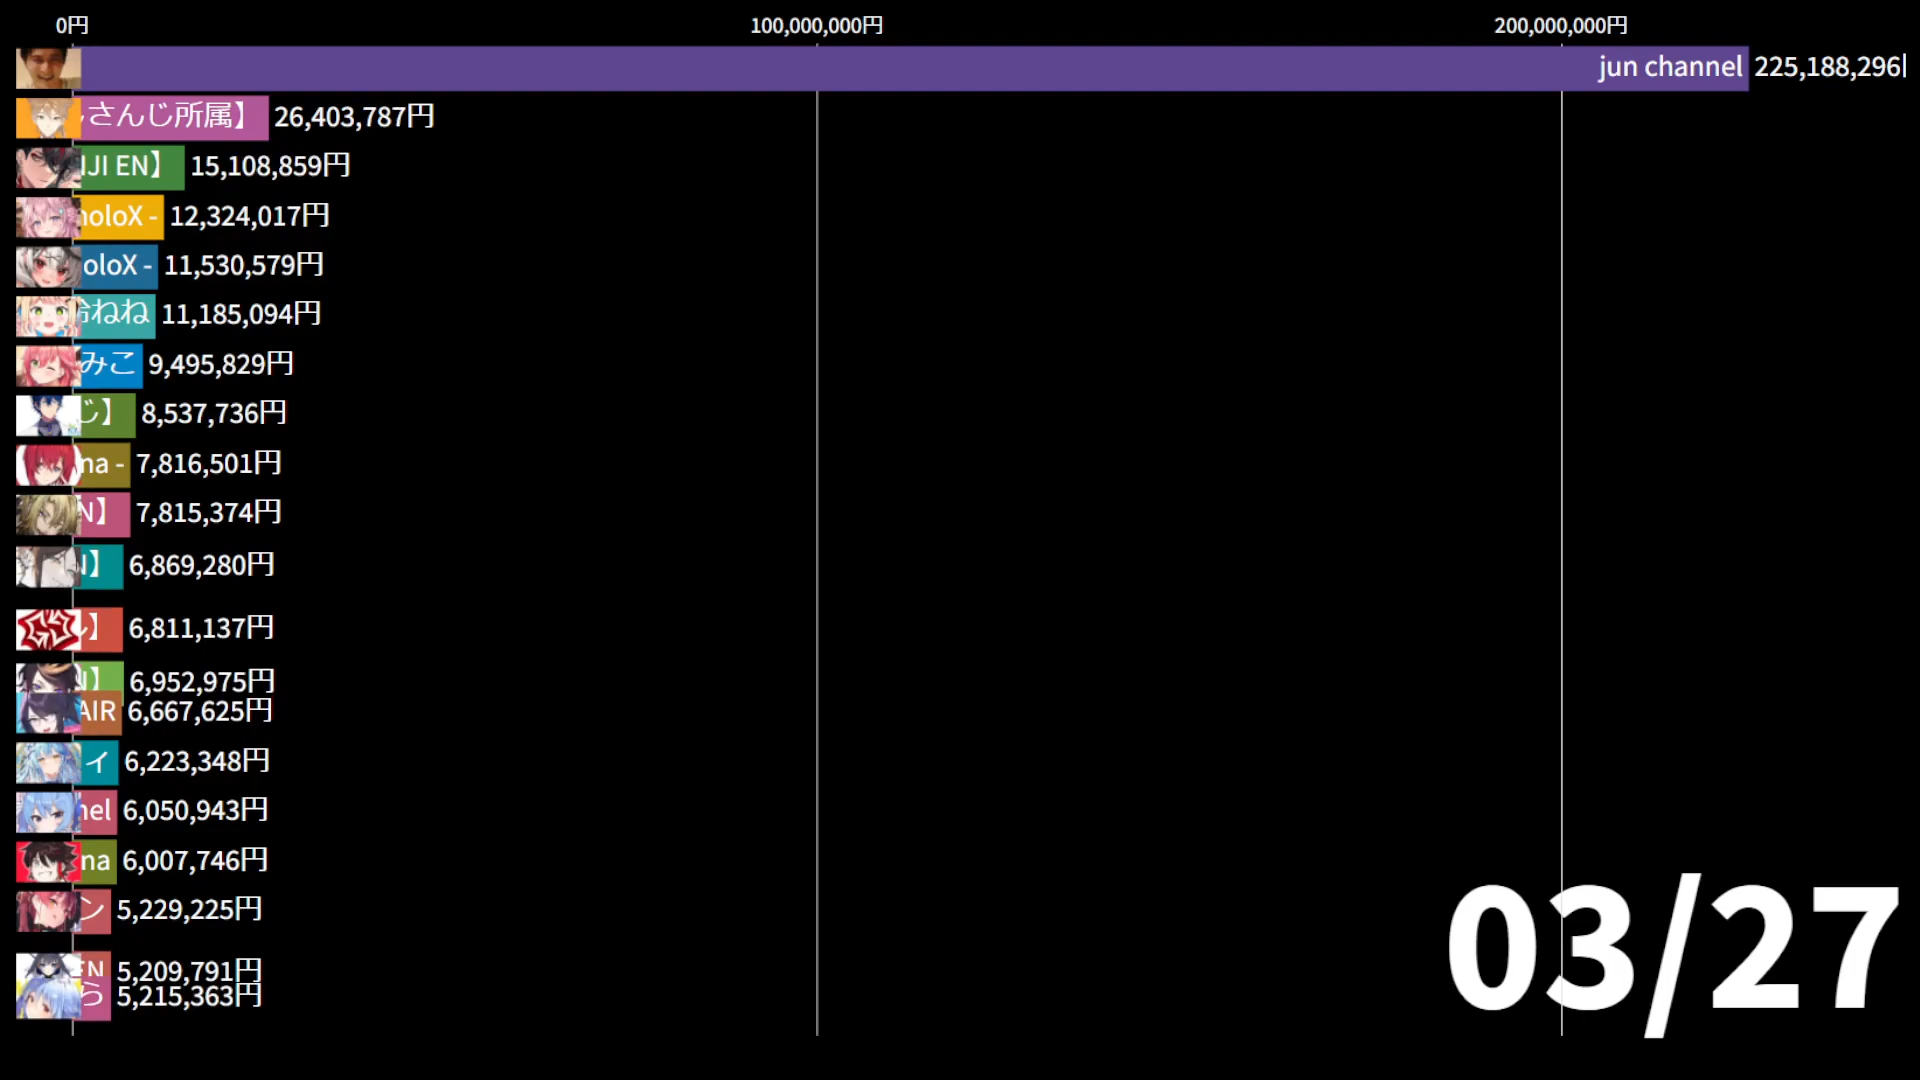 0円 100,000,000円 200,000,000円
jun channel 225,188,296
さんじ所属】 26,403,787円
IJI EN】 15,108,859円
holoX - 12,324,017円
oloX - 11,530,579円
鈴ねね 11,185,094円
みこ 9,495,829円
じ】 8,537,736円
na - 7,816,501円
N】 7,815,374円
N】 6,869,280円
ル】 6,811,137円
N】 6,952,975円
AIR 6,667,625円
イ 6,223,348円
nel 6,050,943円
na 6,007,746円
ン 5,229,225円
EN 5,209,791円
ら 5,215,363円
03/27